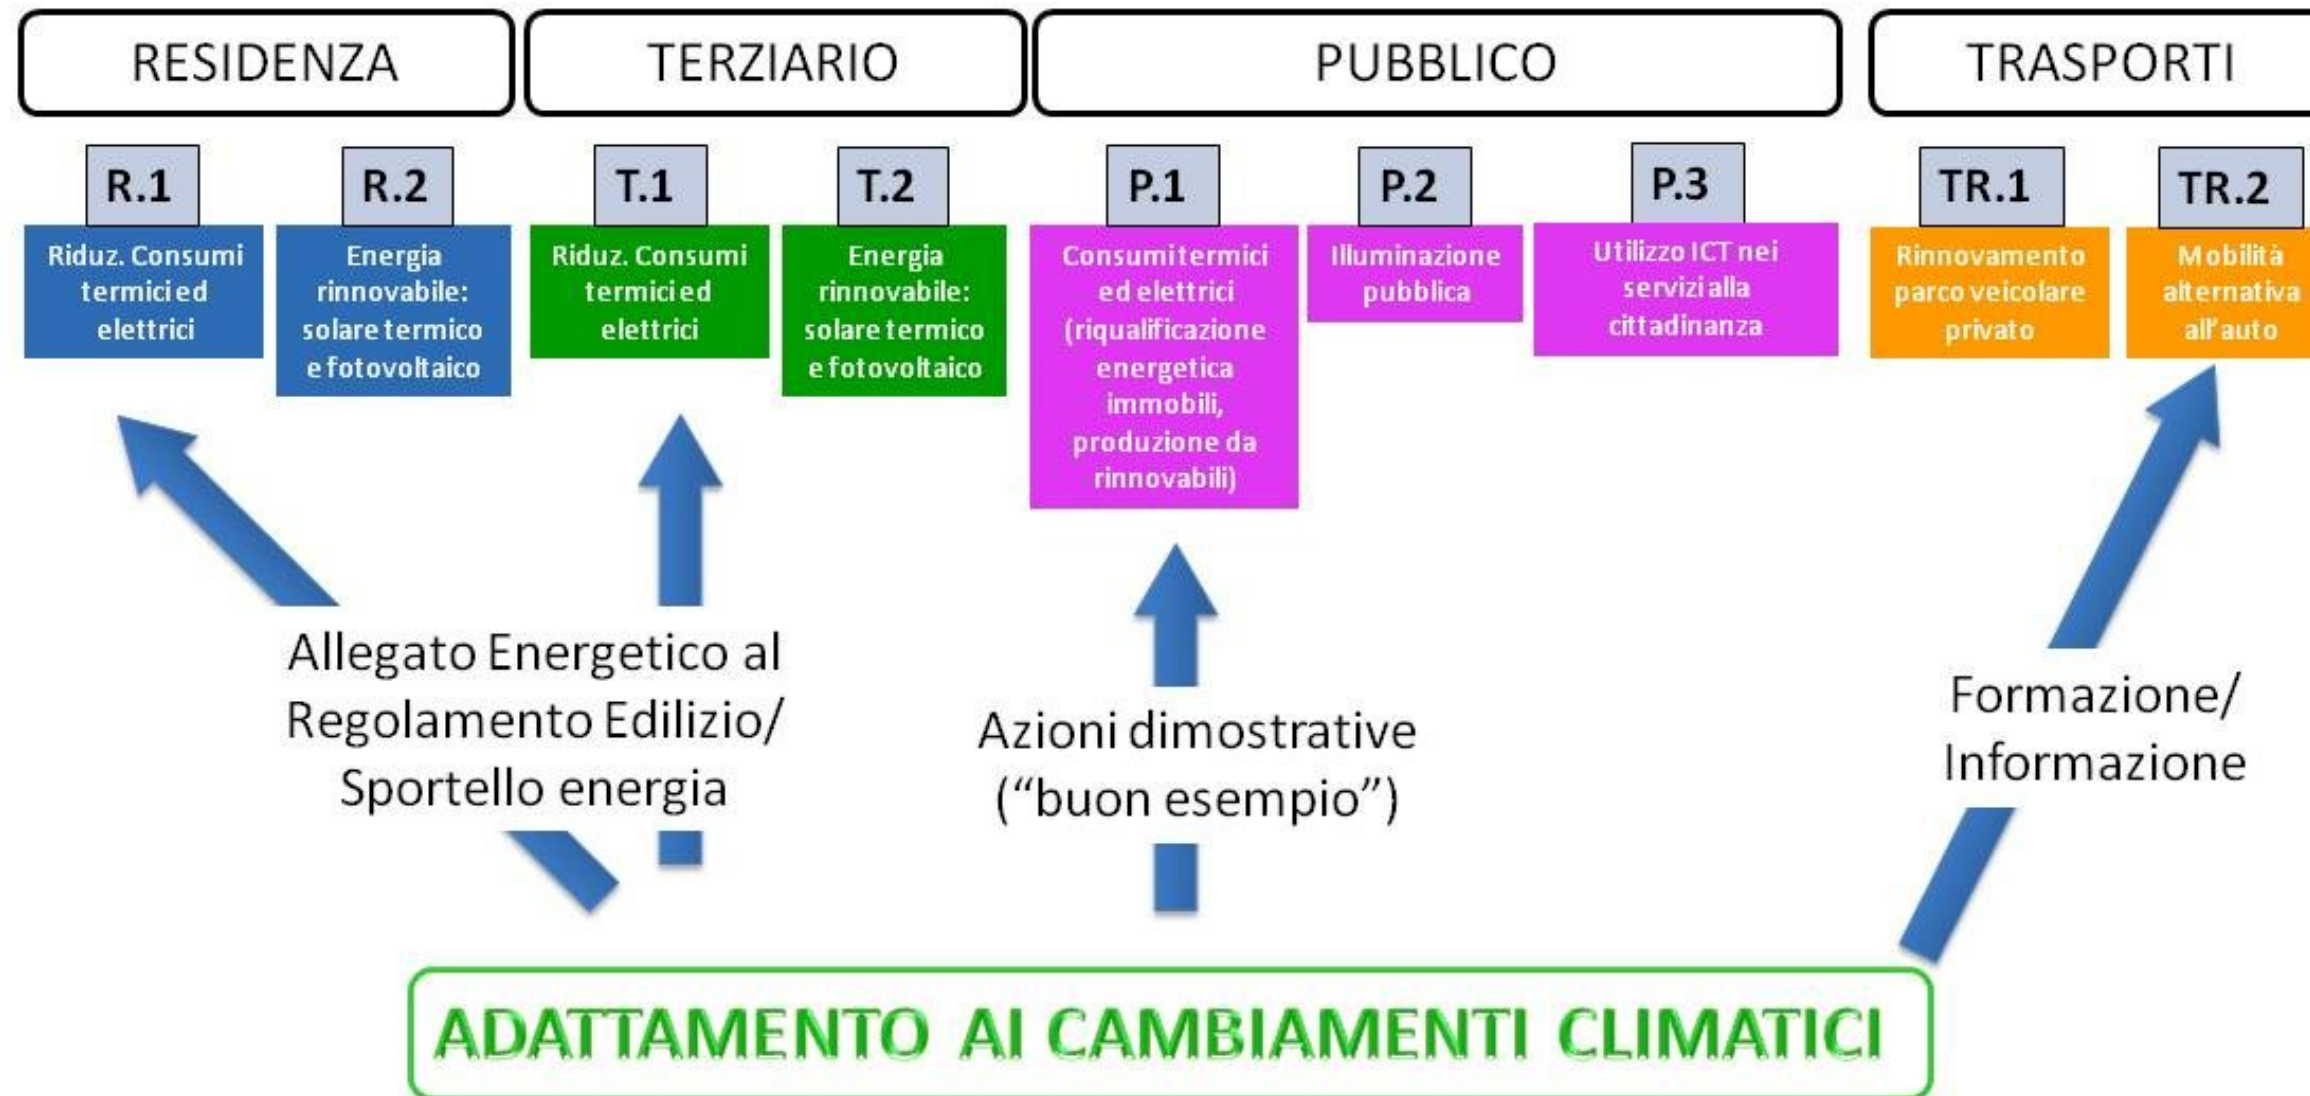 RESIDENZA
TERZIARIO
PUBBLICO
TRASPORTI
R.1
Riduz. Consumi
termici ed
elettrici
R.2
Energia
rinnovabile:
solare termico
e fotovoltaico
T.1
Riduz. Consumi
termici ed
elettrici
T.2
Energia
rinnovabile:
solare termico
e fotovoltaico
P.1
Consumi termici
ed elettrici
(riqualificazione
energetica
immobili,
produzione da
rinnovabili)
P.2
Illuminazione
pubblica
P.3
Utilizzo ICT nei
servizi alla
cittadinanza
TR.1
Rinnovamento
parco veicolare
privato
TR.2
Mobilità
alternativa
all'auto
Allegato Energetico al
Regolamento Edilizio/
Sportello energia
Azioni dimostrative
(“buon esempio”)
Formazione/
Informazione
ADATTAMENTO AI CAMBIAMENTI CLIMATICI